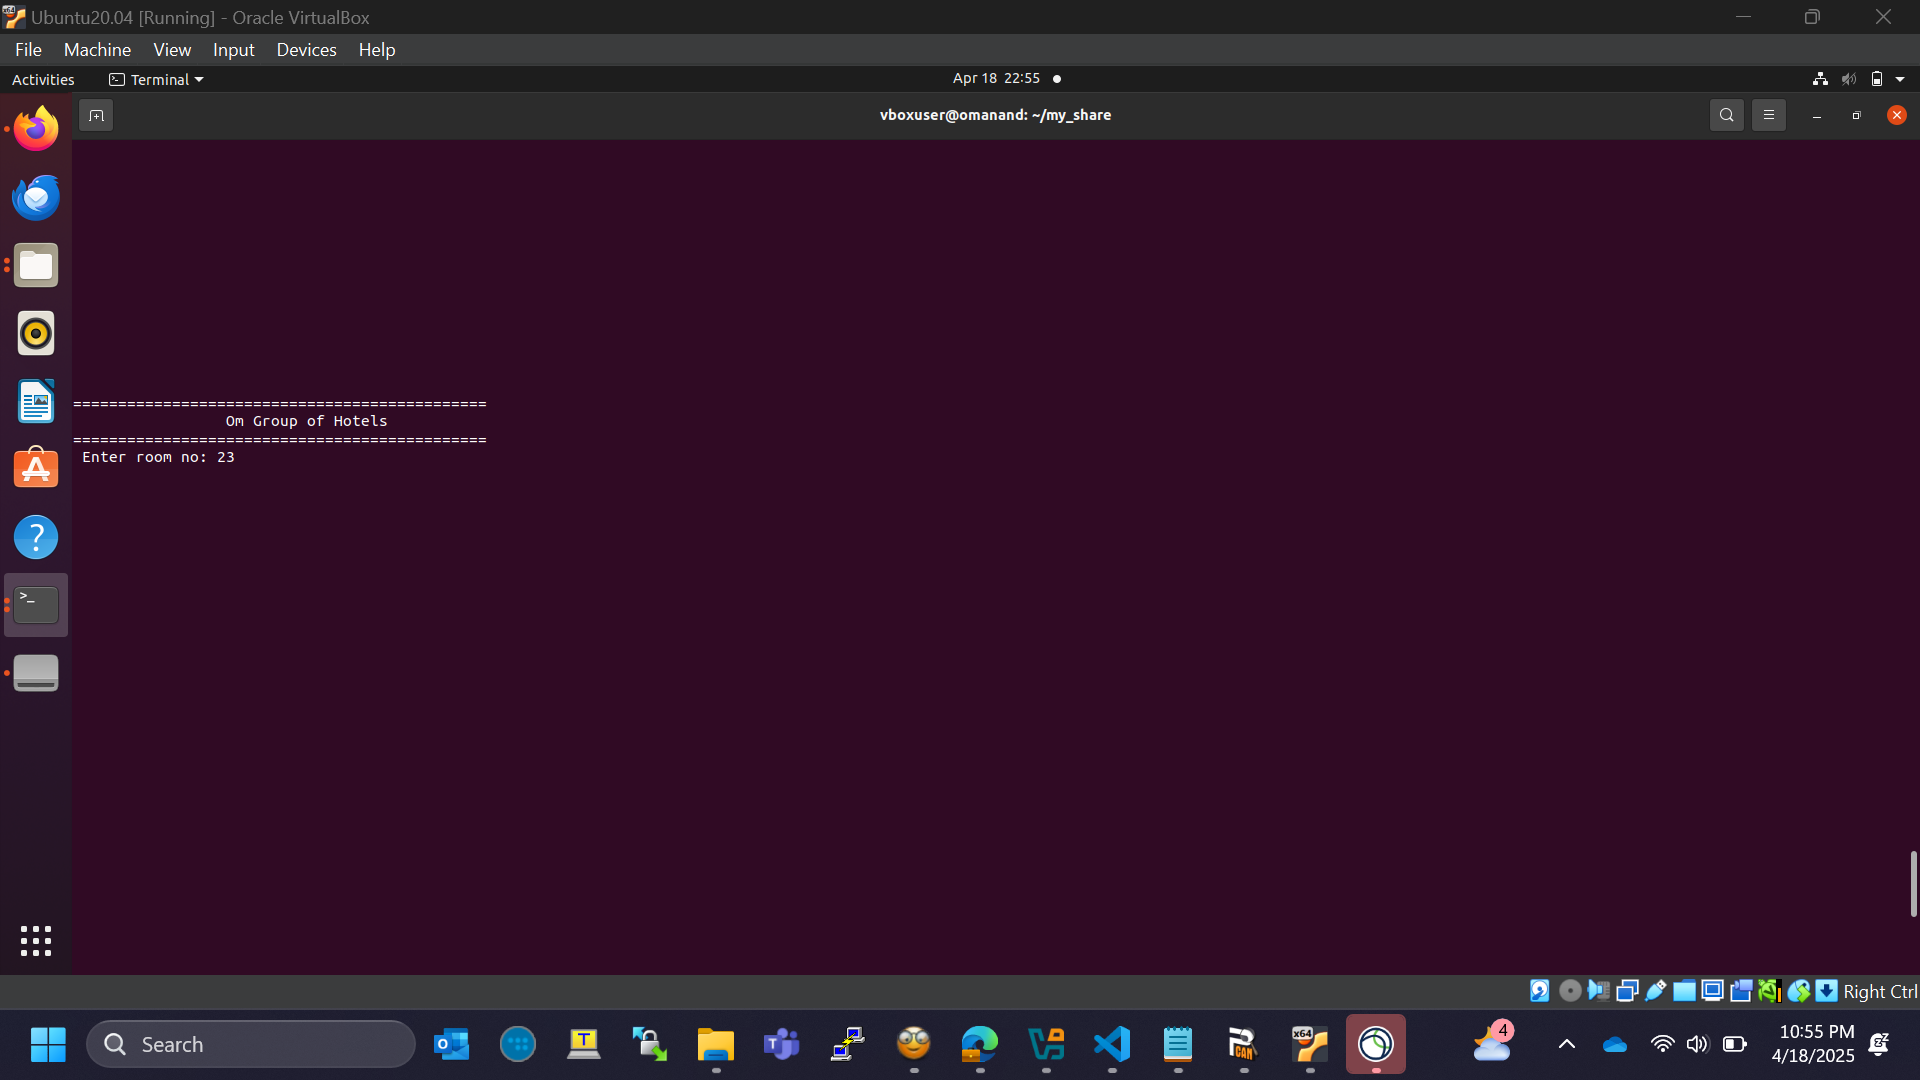 Ubuntu20.04 [Running] - Oracle VirtualBox
File Machine View Input Devices Help
Activities Terminal Apr 18 22:55
vboxuser@omanand: ~/my_share
==============================================
Om Group of Hotels
==============================================
Enter room no: 23
Right Ctrl
Search
4
10:55 PM
4/18/2025